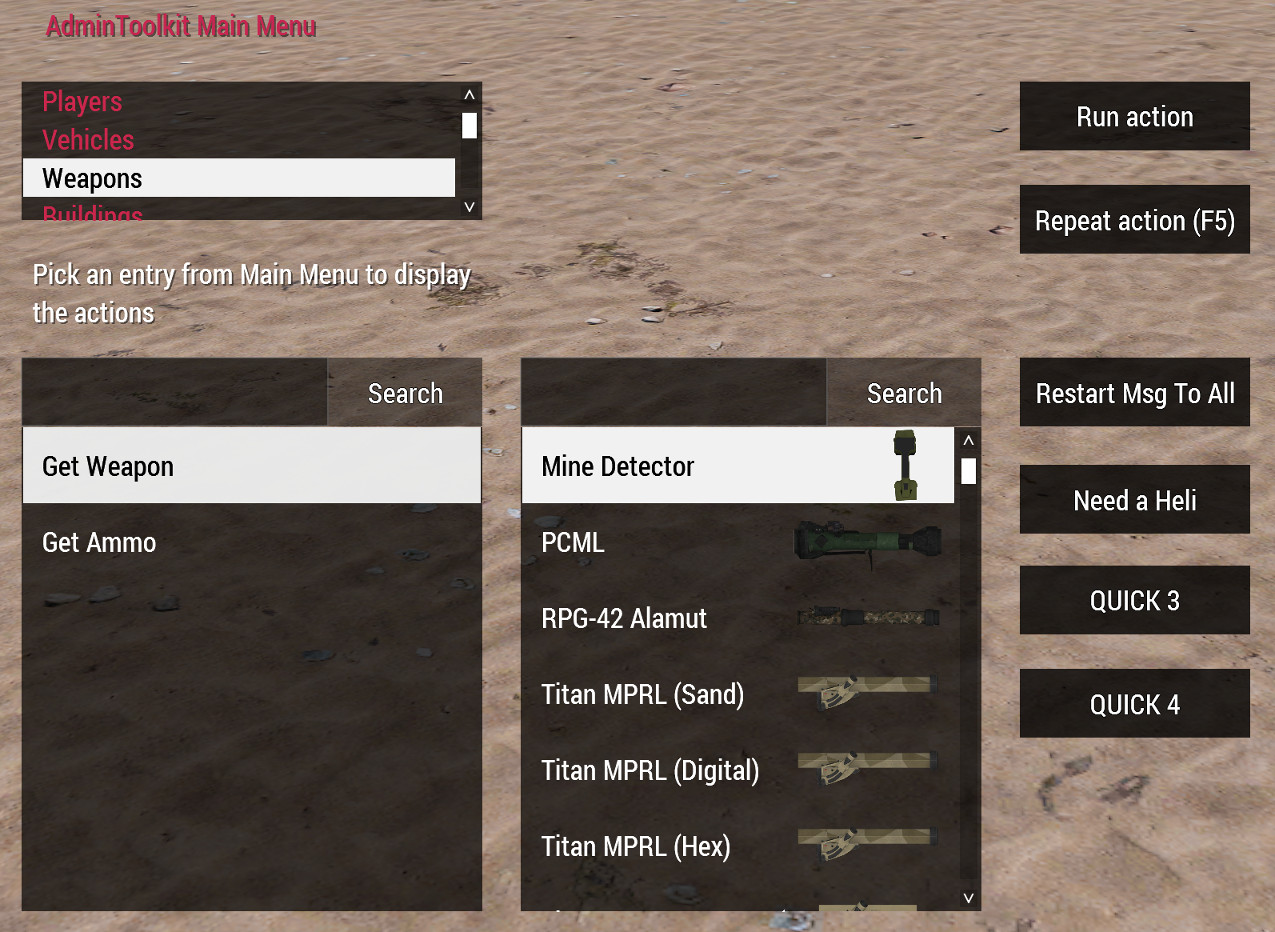 AdminToolkit Main Menu
Players
Vehicles
Weapons
Buildings
Run action
Repeat action (F5)
Pick an entry from Main Menu to display
the actions
Search
Search
Restart Msg To All
Get Weapon
Mine Detector
Need a Heli
Get Ammo
PCML
QUICK 3
RPG-42 Alamut
Titan MPRL (Sand)
QUICK 4
Titan MPRL (Digital)
Titan MPRL (Hex)